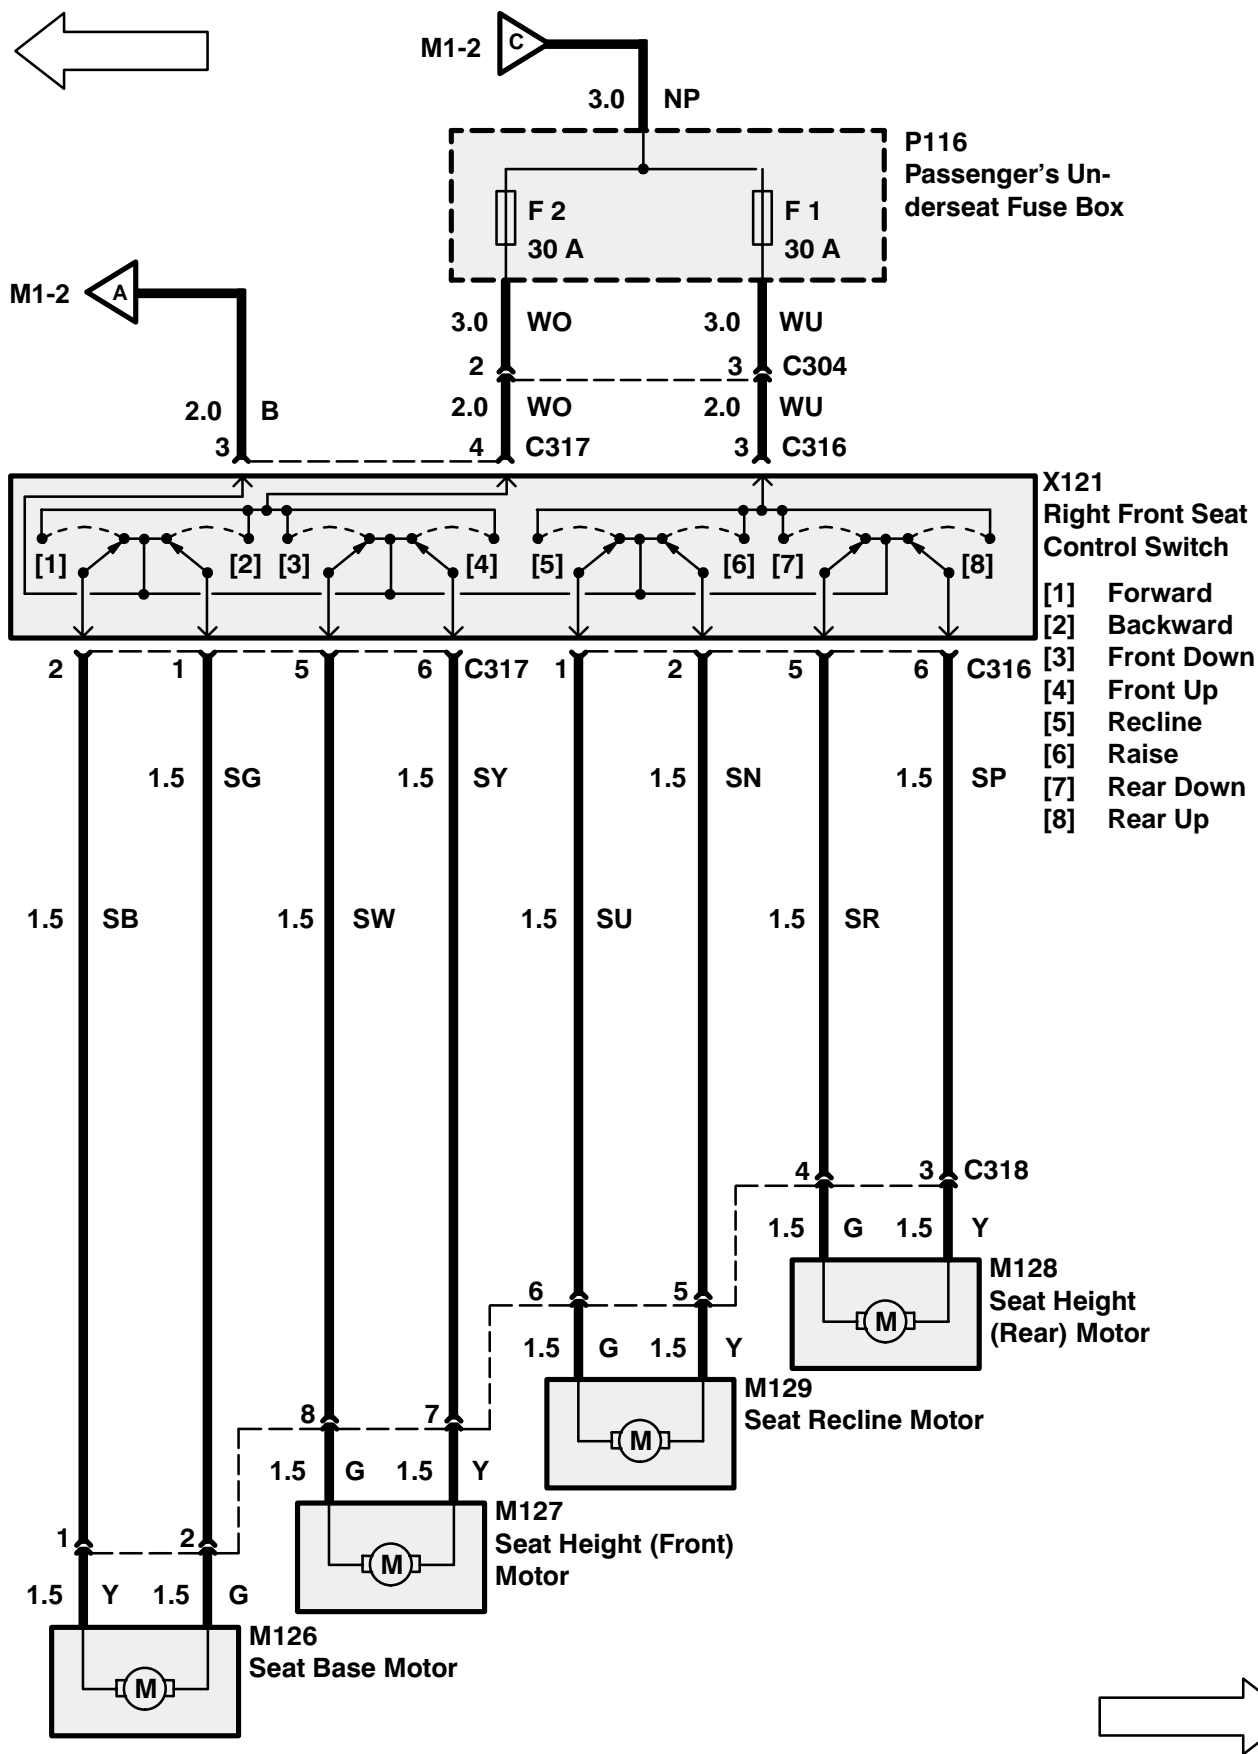 M1-2 C
3.0 NP
P116
Passenger's Un-
derseat Fuse Box
F 2
30 A
F 1
30 A
M1-2 A
3.0 WO
3.0 WU
2
3 C304
2.0 B
2.0 WO
2.0 WU
3
4 C317
3 C316
X121
Right Front Seat
Control Switch
[1] [2] [3] [4] [5] [6] [7] [8]
[1] Forward
[2] Backward
[3] Front Down
[4] Front Up
[5] Recline
[6] Raise
[7] Rear Down
[8] Rear Up
2 1 5 6 C317 1 2 5 6 C316
1.5 SG
1.5 SY
1.5 SN
1.5 SP
1.5 SB
1.5 SW
1.5 SU
1.5 SR
4 3 C318
1.5 G 1.5 Y
M128
Seat Height
(Rear) Motor
M
6 5
1.5 G 1.5 Y
M129
Seat Recline Motor
M
8 7
1.5 G 1.5 Y
M127
Seat Height (Front)
Motor
M
1 2
1.5 Y 1.5 G
M126
Seat Base Motor
M